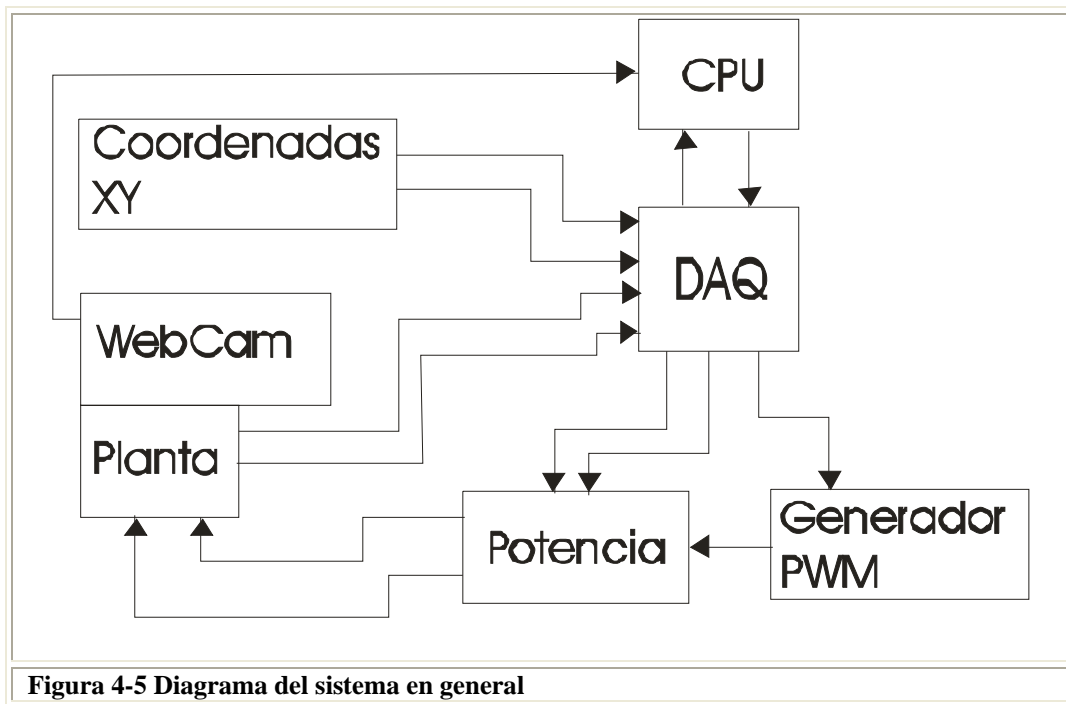 CPU
Coordenadas
XY
DAQ
WebCam
Planta
Potencia
Generador
PWM
Figura 4-5 Diagrama del sistema en general